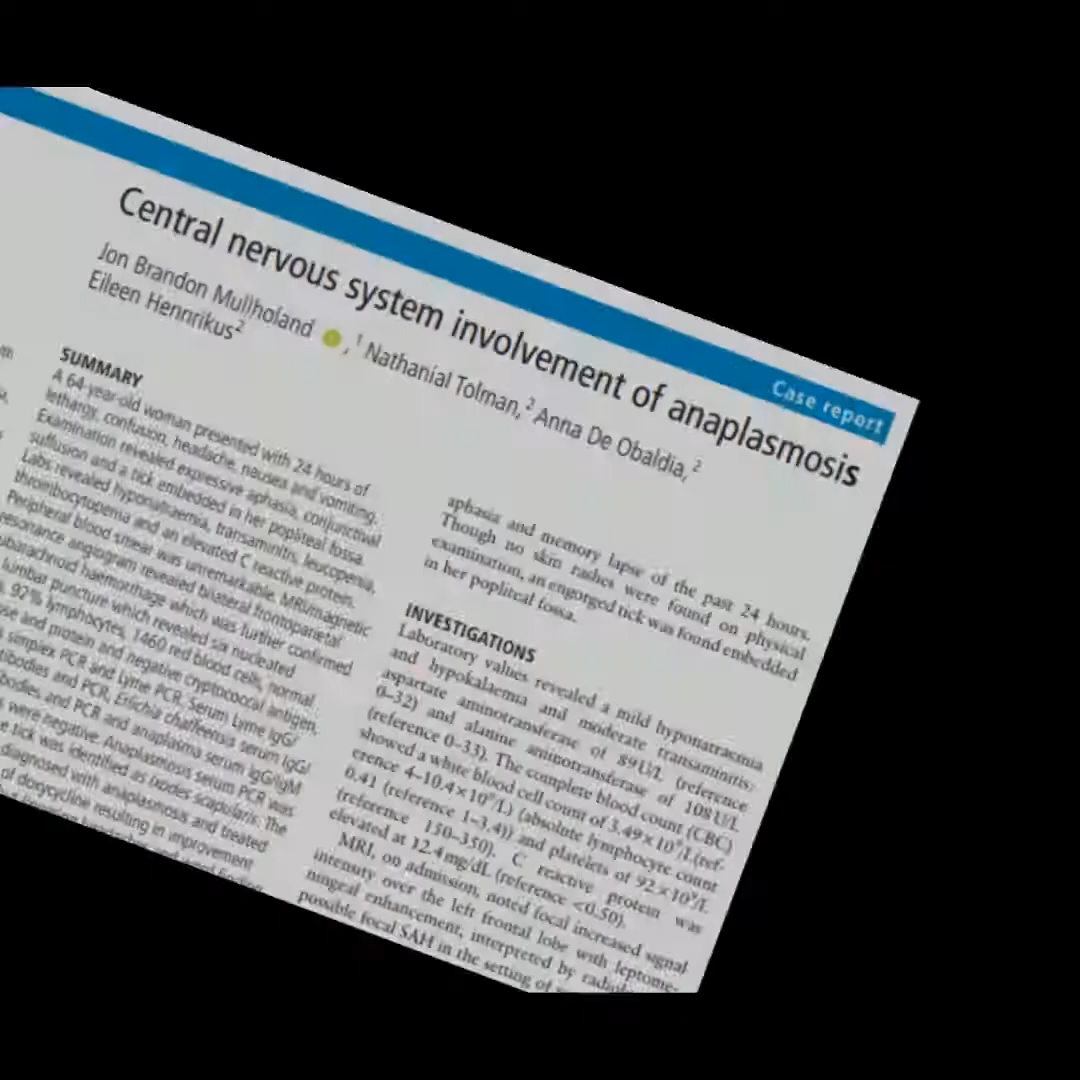 Case report
Central nervous system involvement of anaplasmosis
Jon Brandon Mullholand , 1 Nathanial Tolman, 2 Anna De Obaldia, 2
Eileen Hennrikus2
SUMMARY
A 64-year-old woman presented with 24 hours of
lethargy, confusion, headache, nausea and vomiting.
Examination revealed expressive aphasia, conjunctival
suffusion and a tick embedded in her popliteal fossa.
Labs revealed hyponatraemia, transaminitis, leucopenia,
thrombocytopenia and an elevated C reactive protein.
Peripheral blood smear was unremarkable. MRI/magnetic
resonance angiogram revealed bilateral frontoparietal
subarachnoid haemorrhage which was further confirmed
lumbar puncture which revealed six nucleated
92% lymphocytes, 1460 red blood cells, normal
and protein and negative cryptococcal antigen,
simplex PCR and Lyme PCR. Serum Lyme IgG/
and PCR, Erlichia chaffeensis serum IgG/
and PCR and anaplasma serum IgG/IgM
were negative. Anaplasmosis serum PCR was
tick was identified as Ixodes scapularis. The
diagnosed with anaplasmosis and treated
of doxycycline resulting in improvement
aphasia and memory lapse of the past 24 hours.
Though no skin rashes were found on physical
examination, an engorged tick was found embedded
in her popliteal fossa.
INVESTIGATIONS
Laboratory values revealed a mild hyponatraemia
and hypokalaemia and moderate transaminitis:
aspartate aminotransferase of 89 U/L (reference
0–32) and alanine aminotransferase of 108 U/L
(reference 0–33). The complete blood count (CBC)
showed a white blood cell count of 3.49×10⁹/L (ref-
erence 4–10.4×10⁹/L) (absolute lymphocyte count
0.41 (reference 1–3.4)) and platelets of 92×10⁹/L
(reference 150–350). C reactive protein was
elevated at 12.4 mg/dL (reference <0.50).
MRI, on admission, noted focal increased signal
intensity over the left frontal lobe with leptome-
ningeal enhancement, interpreted by
possible focal SAH in the setting of